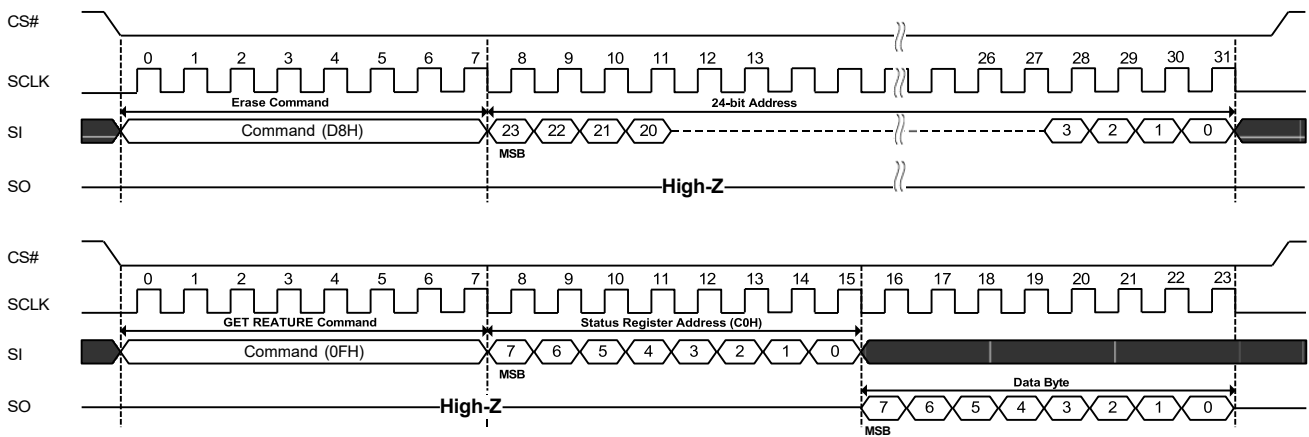 CS#
0 1 2 3 4 5 6 7 8 9 10 11 12 13 26 27 28 29 30 31
SCLK
Erase Command 24-bit Address
SI Command (D8H) 23 22 21 20 3 2 1 0
MSB
SO High-Z
CS#
0 1 2 3 4 5 6 7 8 9 10 11 12 13 14 15 16 17 18 19 20 21 22 23
SCLK
GET REATURE Command Status Register Address (C0H)
SI Command (0FH) 7 6 5 4 3 2 1 0
MSB
Data Byte
SO High-Z 7 6 5 4 3 2 1 0
MSB